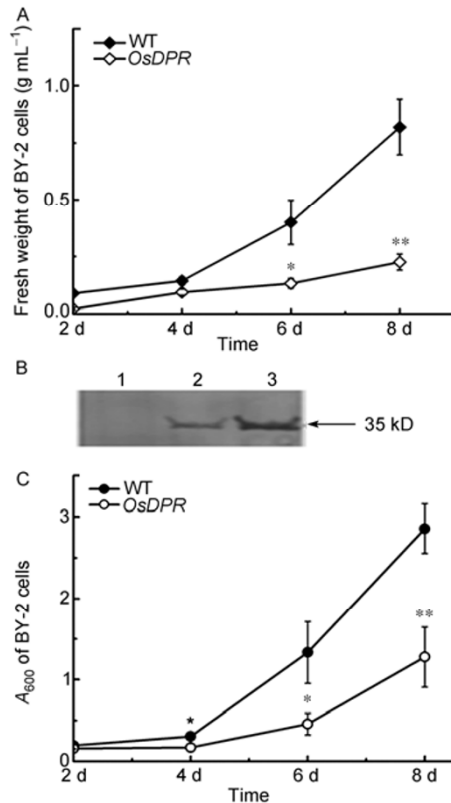 A
WT
OsDPR
Fresh weight of BY-2 cells (g mL⁻¹)
1.0
0.5
0.0
* **
2 d 4 d 6 d 8 d
Time
B
1 2 3
35 kD
C
WT
OsDPR
A₆₀₀ of BY-2 cells
3
2
1
0
* * **
2 d 4 d 6 d 8 d
Time